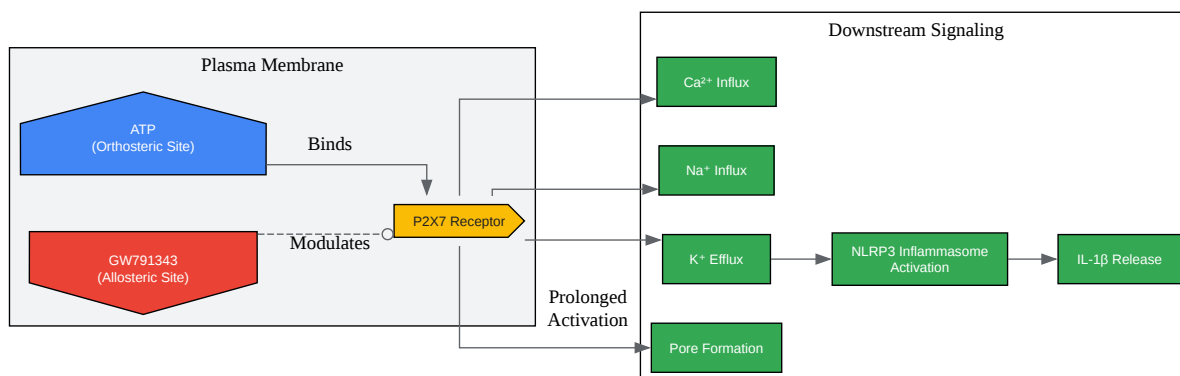 Downstream Signaling
Plasma Membrane
Ca²⁺ Influx
ATP
(Orthosteric Site)
Binds
Na⁺ Influx
P2X7 Receptor
Modulates
GW791343
(Allosteric Site)
K⁺ Efflux
NLRP3 Inflammasome
Activation
IL-1β Release
Prolonged
Activation
Pore Formation